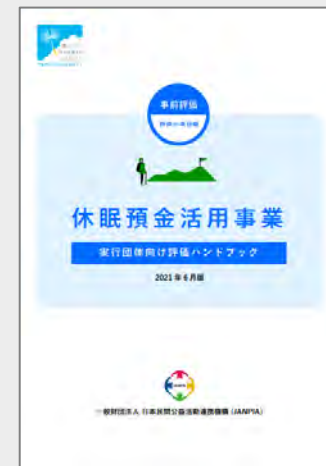 事前評価
休眠預金活用事業
実行団体向け評価ハンドブック
2021年6月版
JANPIA
一般財団法人 日本民間公益活動連携機構 (JANPIA)